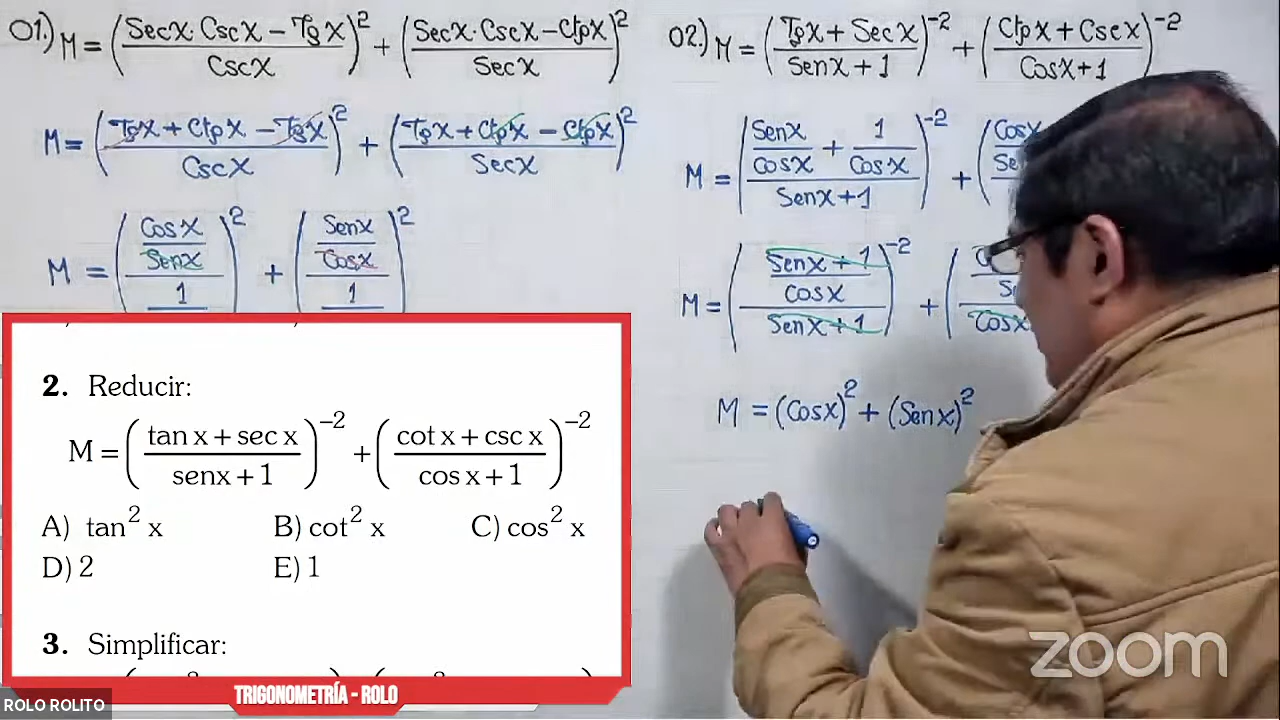 01.) M = (Secx · Cscx − Tgx / Cscx)² + (Secx · Cscx − Ctgx / Secx)²
M = (Tgx + Ctgx − Tgx / Cscx)² + (Tgx + Ctgx − Ctgx / Secx)²
M = (Cosx / Senx / 1)² + (Senx / Cosx / 1)²
02.) M = (Tgx + Secx / Senx + 1)⁻² + (Ctgx + Cscx / Cosx + 1)⁻²
M = (Senx / Cosx + 1 / Cosx / Senx + 1)⁻² + (Cosx
M = (Senx + 1 / Cosx / Senx + 1)⁻² + ( Cosx
M = (Cosx)² + (Senx)²
2. Reducir:
M = (tan x + sec x / senx + 1)⁻² + (cot x + csc x / cos x + 1)⁻²
A) tan² x B) cot² x C) cos² x
D) 2 E) 1
3. Simplificar:
TRIGONOMETRÍA - ROLO
ROLO ROLITO
zoom